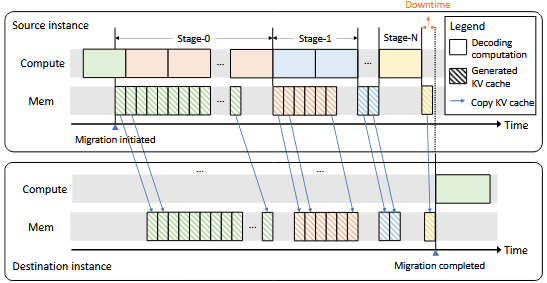 Downtime
Source instance
Stage-0
Stage-1
Stage-N
Legend
Decoding
computation
Generated
KV cache
Copy KV cache
Compute
...
Mem
...
Time
Migration initiated
...
...
Compute
Mem
...
Time
Destination instance
Migration completed